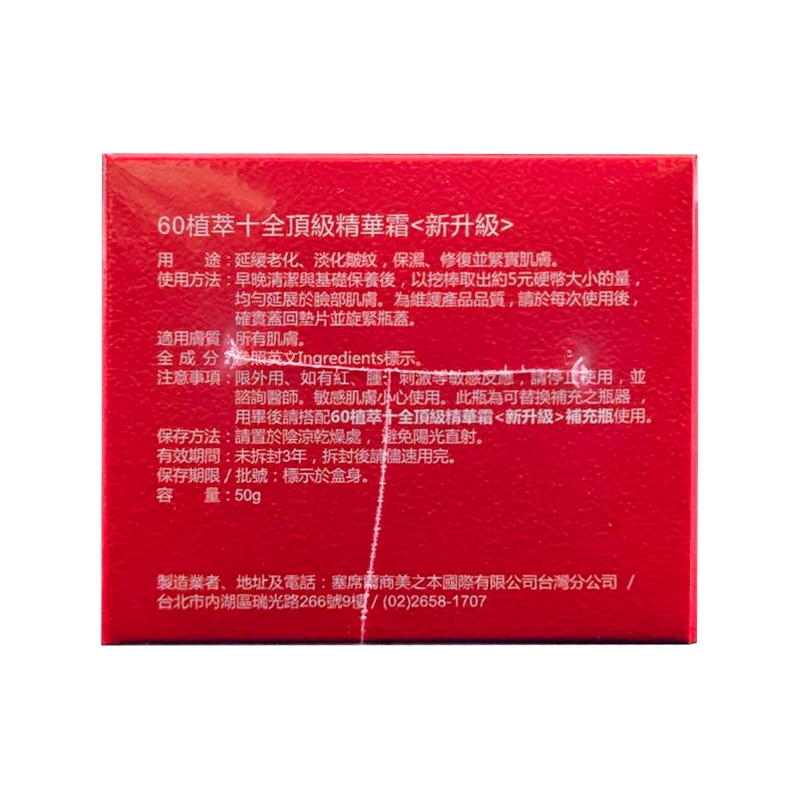 60植萃十全頂級精華霜<新升級>
用　途：延緩老化、淡化皺紋，保濕、修復並緊實肌膚。
使用方法：早晚清潔與基礎保養後，以挖棒取出約5元硬幣大小的量，
均勻延展於臉部肌膚。為維護產品品質，請於每次使用後，
確實蓋回墊片並旋緊瓶蓋。
適用膚質：所有肌膚。
全成分：參照英文Ingredients標示。
注意事項：限外用、如有紅、腫、刺激等敏感反應，請停止使用，並
諮詢醫師。敏感肌膚小心使用。此瓶為可替換補充之瓶器，
用畢後請搭配60植萃十全頂級精華霜<新升級>補充瓶使用。
保存方法：請置於陰涼乾燥處，避免陽光直射。
有效期間：未拆封3年，拆封後請儘速用完。
保存期限/批號：標示於盒身。
容　量：50g
製造業者、地址及電話：塞席爾商美之本國際有限公司台灣分公司 /
台北市內湖區瑞光路266號9樓 / (02)2658-1707